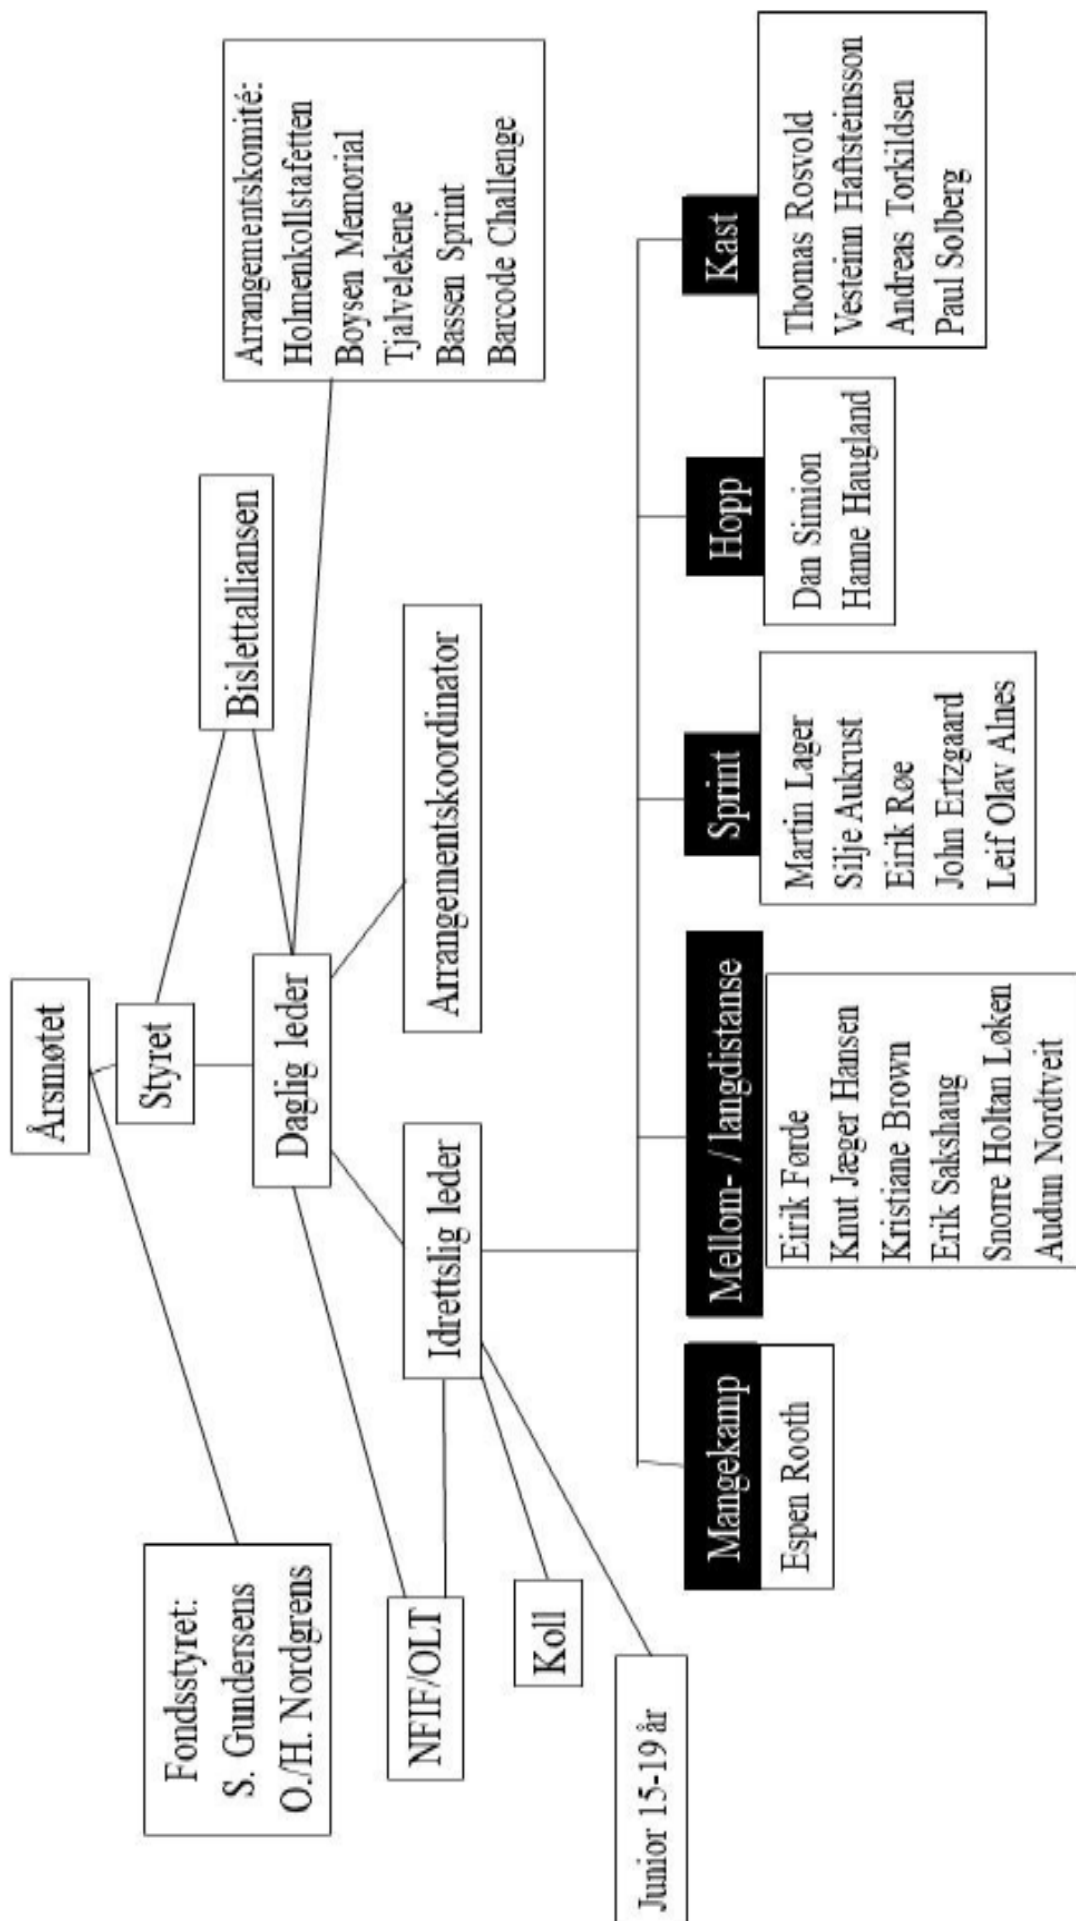 Årsmøtet
Styret
Bislettalliansen
Fondsstyret:
S. Gundersens
O./H. Nordgrens
Daglig leder
Arrangementskomité:
Holmenkollstafetten
Boysen Memorial
Tjalvelekene
Bassen Sprint
Barcode Challenge
NFIF/OLT
Idrettslig leder
Arrangementskoordinator
Koll
Junior 15-19 år
Mangekamp
Espen Rooth
Mellom- / langdistanse
Eirik Førde
Knut Jæger Hansen
Kristiane Brown
Erik Sakshaug
Snorre Holtan Løken
Audun Nordtveit
Sprint
Martin Lager
Silje Aukrust
Eirik Røe
John Ertzgaard
Leif Olav Alnes
Hopp
Dan Simion
Hanne Haugland
Kast
Thomas Rosvold
Vesteinn Haftsteinsson
Andreas Torkildsen
Paul Solberg